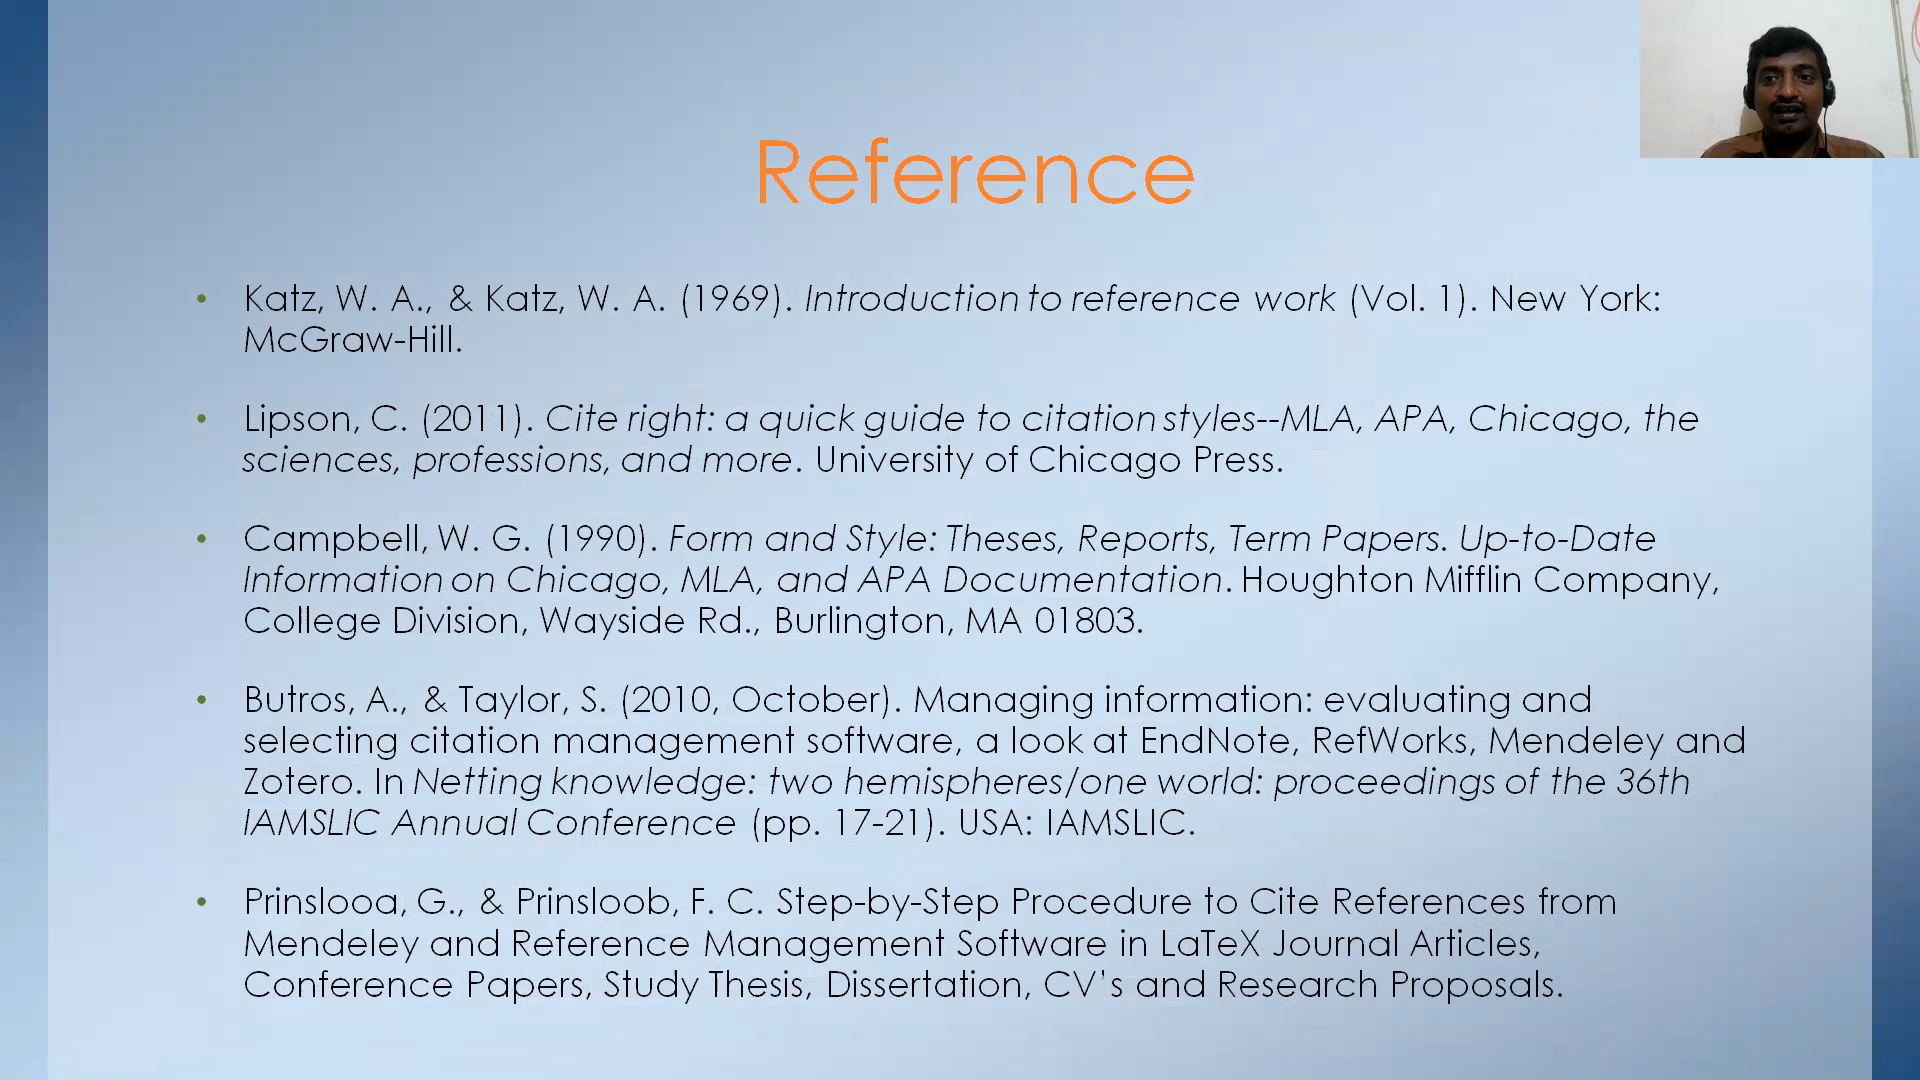 Reference
• Katz, W. A., & Katz, W. A. (1969). Introduction to reference work (Vol. 1). New York:
McGraw-Hill.
• Lipson, C. (2011). Cite right: a quick guide to citation styles--MLA, APA, Chicago, the
sciences, professions, and more. University of Chicago Press.
• Campbell, W. G. (1990). Form and Style: Theses, Reports, Term Papers. Up-to-Date
Information on Chicago, MLA, and APA Documentation. Houghton Mifflin Company,
College Division, Wayside Rd., Burlington, MA 01803.
• Butros, A., & Taylor, S. (2010, October). Managing information: evaluating and
selecting citation management software, a look at EndNote, RefWorks, Mendeley and
Zotero. In Netting knowledge: two hemispheres/one world: proceedings of the 36th
IAMSLIC Annual Conference (pp. 17-21). USA: IAMSLIC.
• Prinslooa, G., & Prinsloob, F. C. Step-by-Step Procedure to Cite References from
Mendeley and Reference Management Software in LaTeX Journal Articles,
Conference Papers, Study Thesis, Dissertation, CV's and Research Proposals.